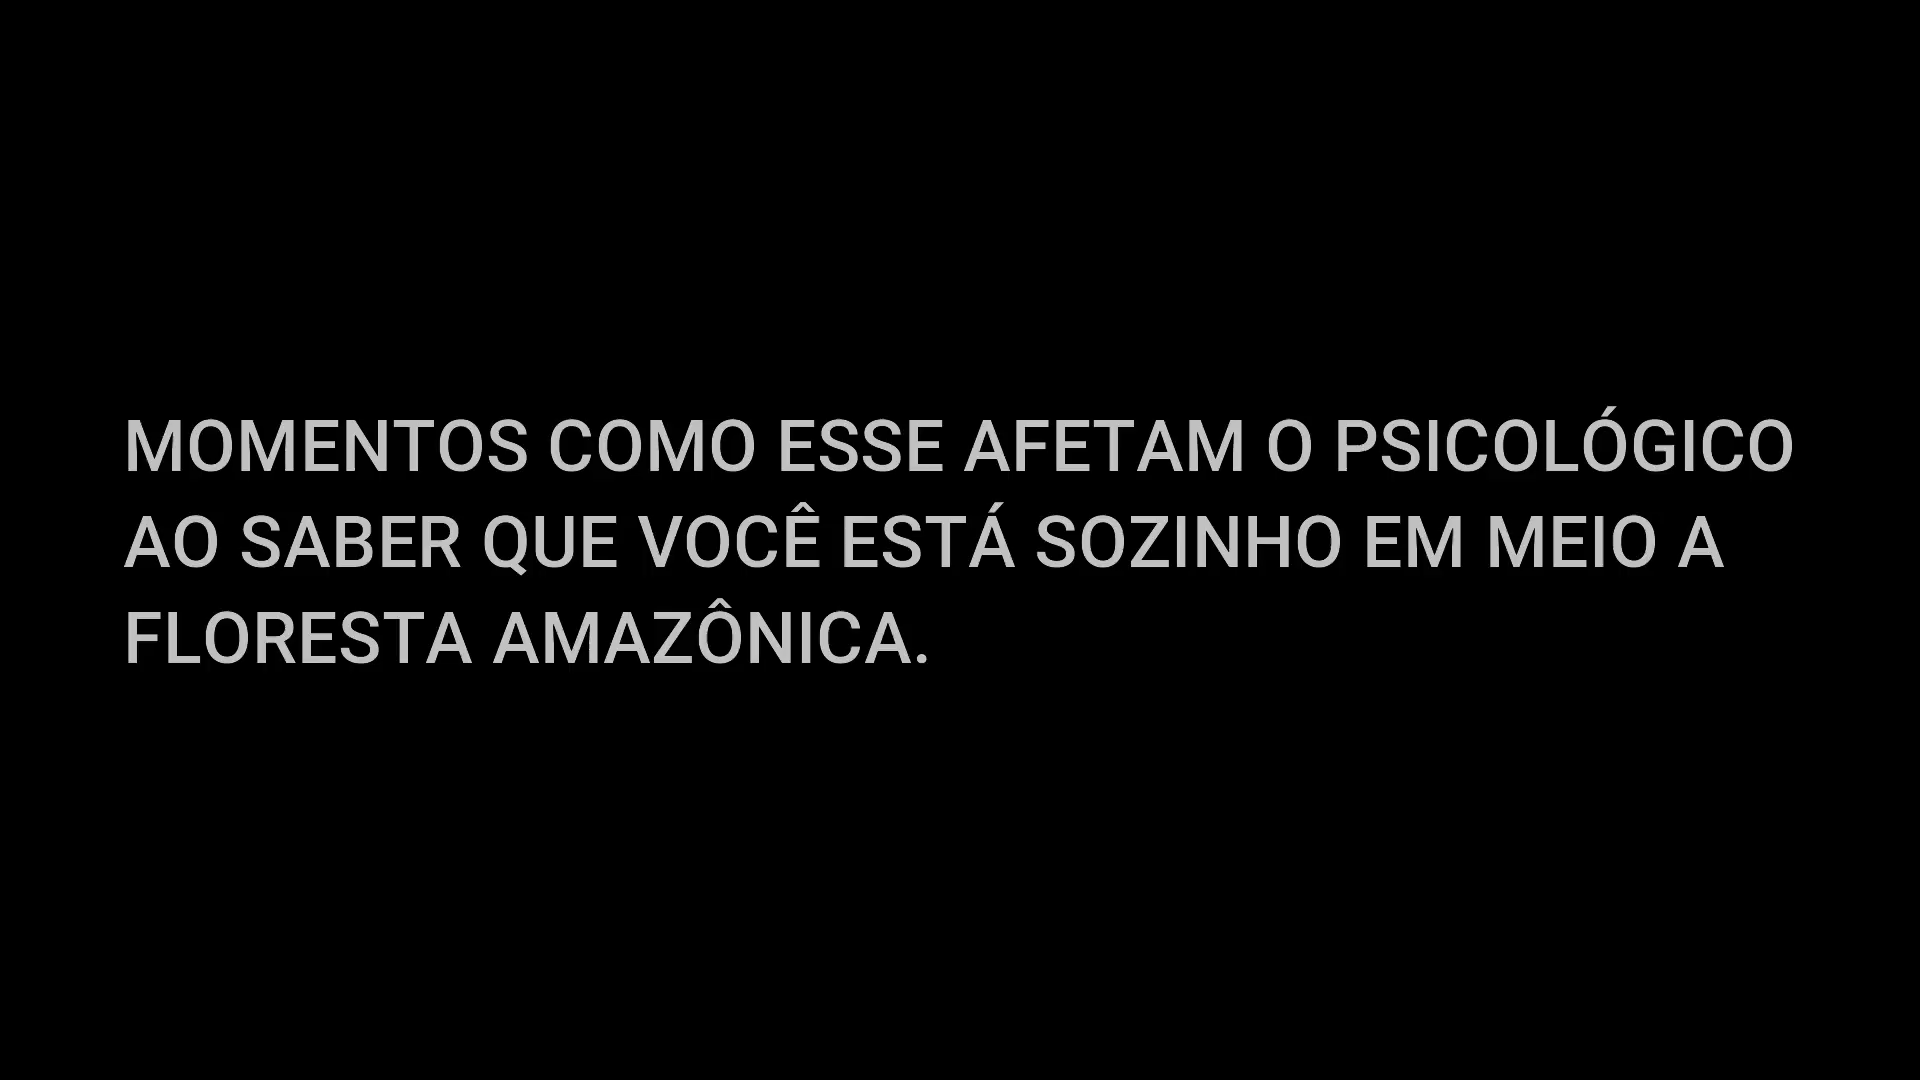 MOMENTOS COMO ESSE AFETAM O PSICOLÓGICO
AO SABER QUE VOCÊ ESTÁ SOZINHO EM MEIO A
FLORESTA AMAZÔNICA.